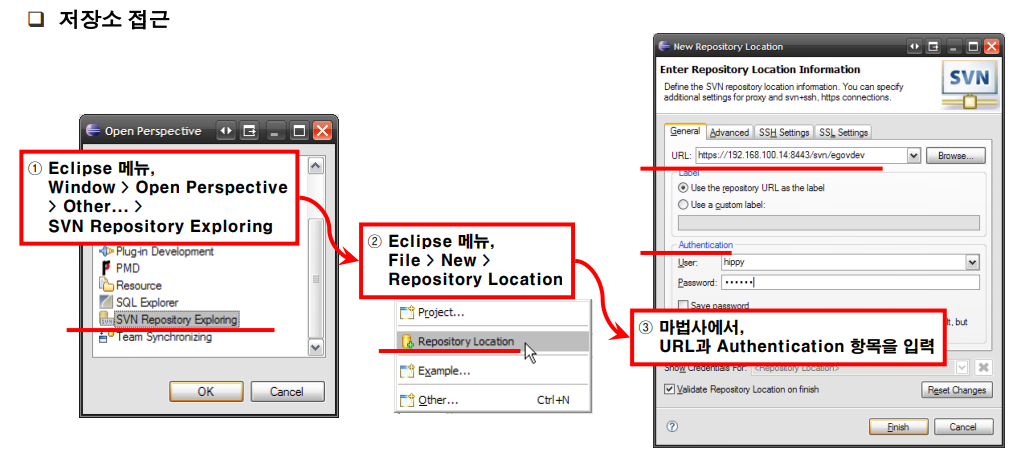 저장소 접근
Open Perspective
① Eclipse 메뉴,
Window > Open Perspective
> Other... >
SVN Repository Exploring
Plug-in Development
PMD
Resource
SQL Explorer
SVN Repository Exploring
Team Synchronizing
OK
Cancel
② Eclipse 메뉴,
File > New >
Repository Location
Project...
Repository Location
Example...
Other... Ctrl+N
New Repository Location
Enter Repository Location Information
Define the SVN repository location information. You can specify
additional settings for proxy and svn+ssh, https connections.
SVN
General Advanced SSH Settings SSL Settings
URL: https://192.168.100.14:8443/svn/egovdev Browse...
Label
Use the repository URL as the label
Use a custom label:
Authentication
User: hippy
Password: ••••••
Save password
③ 마법사에서,
URL과 Authentication 항목을 입력
it, but
Show Credentials For: <Repository Location>
Validate Repository Location on finish Reset Changes
Finish Cancel